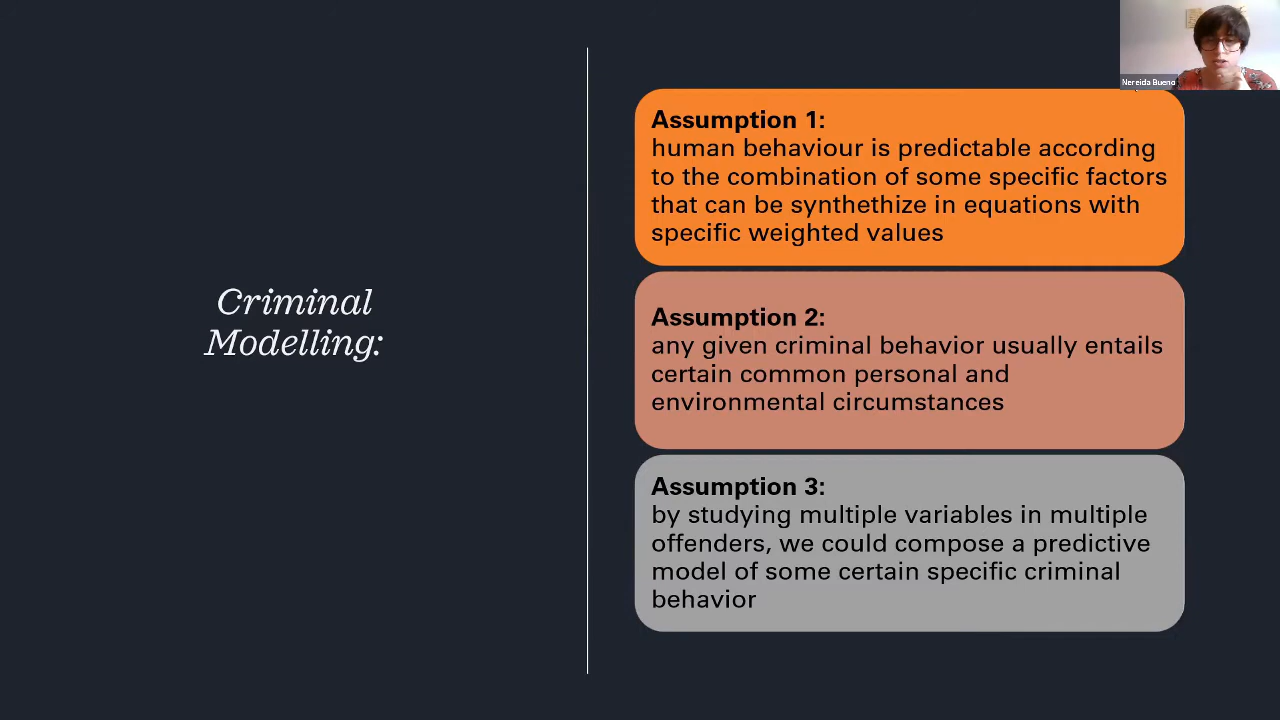 Nereida Bueno
Criminal
Modelling:
Assumption 1:
human behaviour is predictable according
to the combination of some specific factors
that can be synthethize in equations with
specific weighted values
Assumption 2:
any given criminal behavior usually entails
certain common personal and
environmental circumstances
Assumption 3:
by studying multiple variables in multiple
offenders, we could compose a predictive
model of some certain specific criminal
behavior